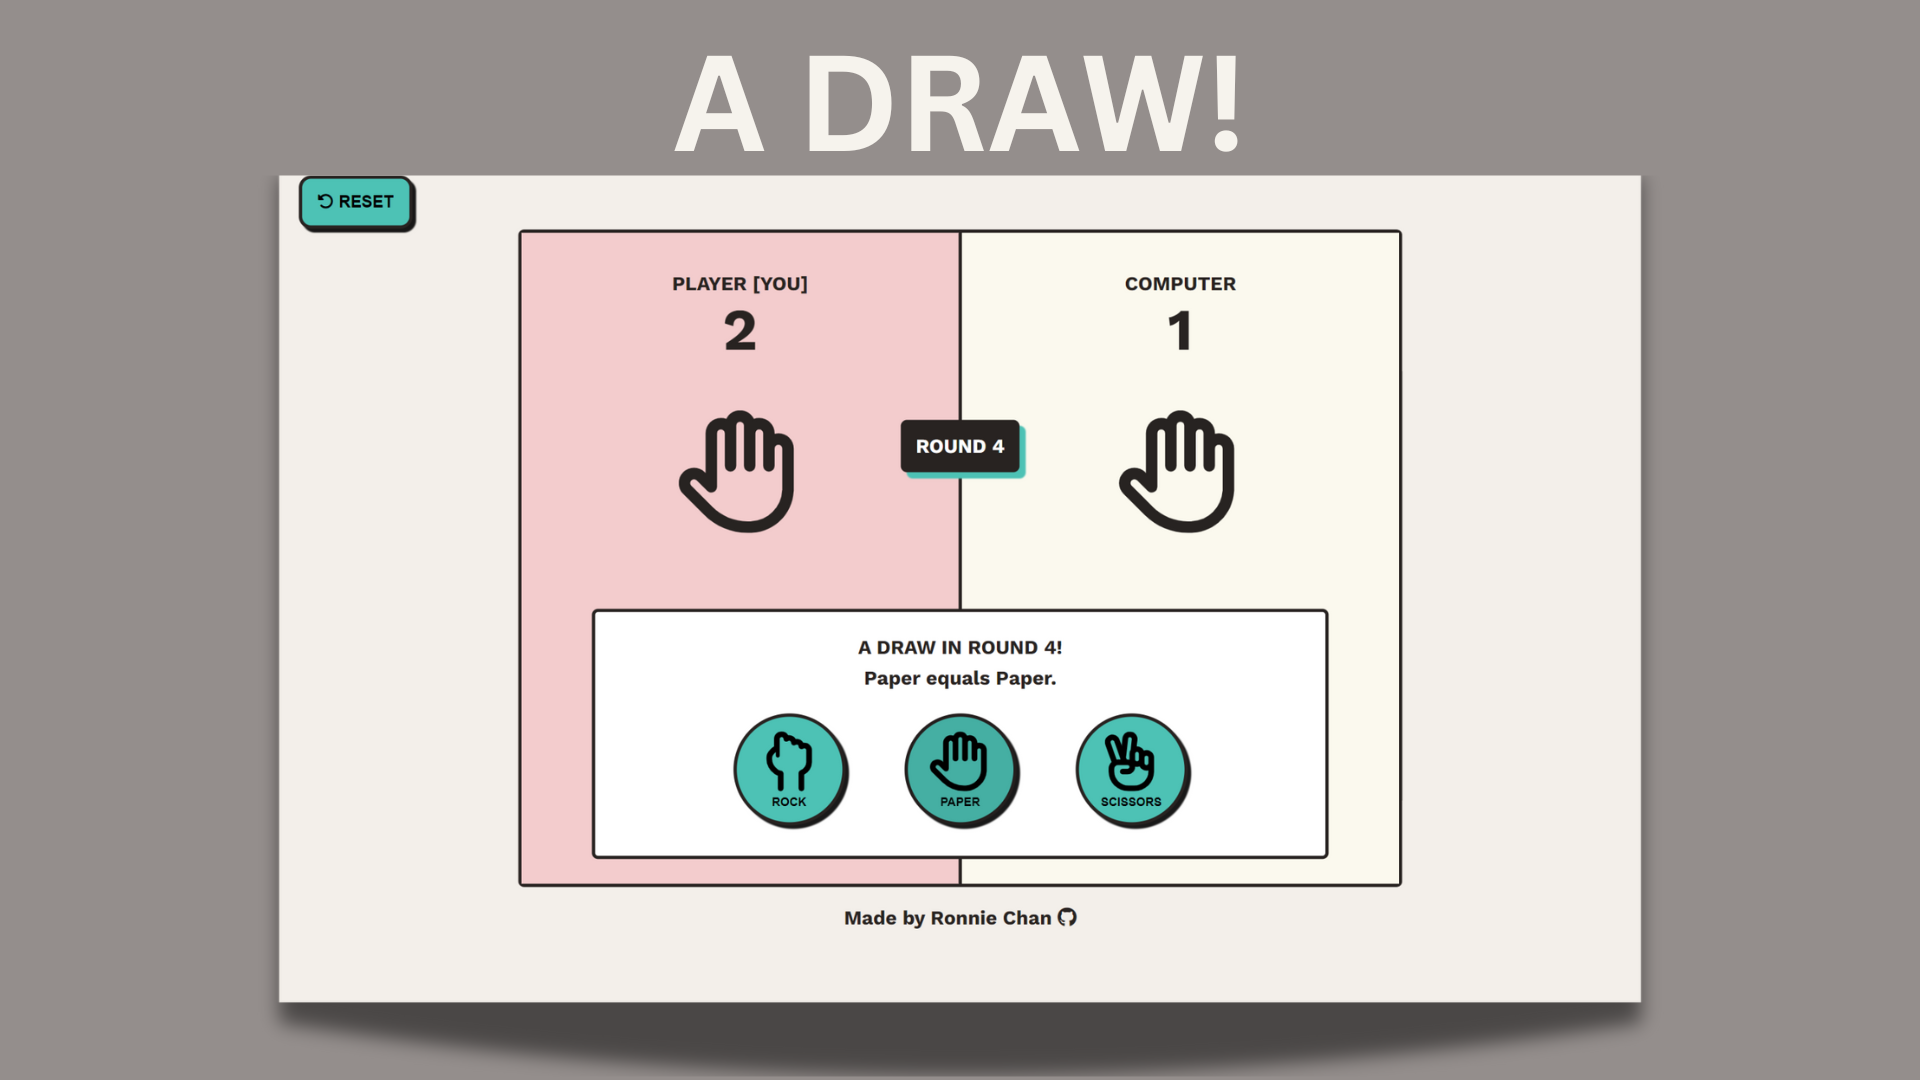 A DRAW!
RESET
PLAYER [YOU]
2
COMPUTER
1
ROUND 4
A DRAW IN ROUND 4!
Paper equals Paper.
ROCK
PAPER
SCISSORS
Made by Ronnie Chan